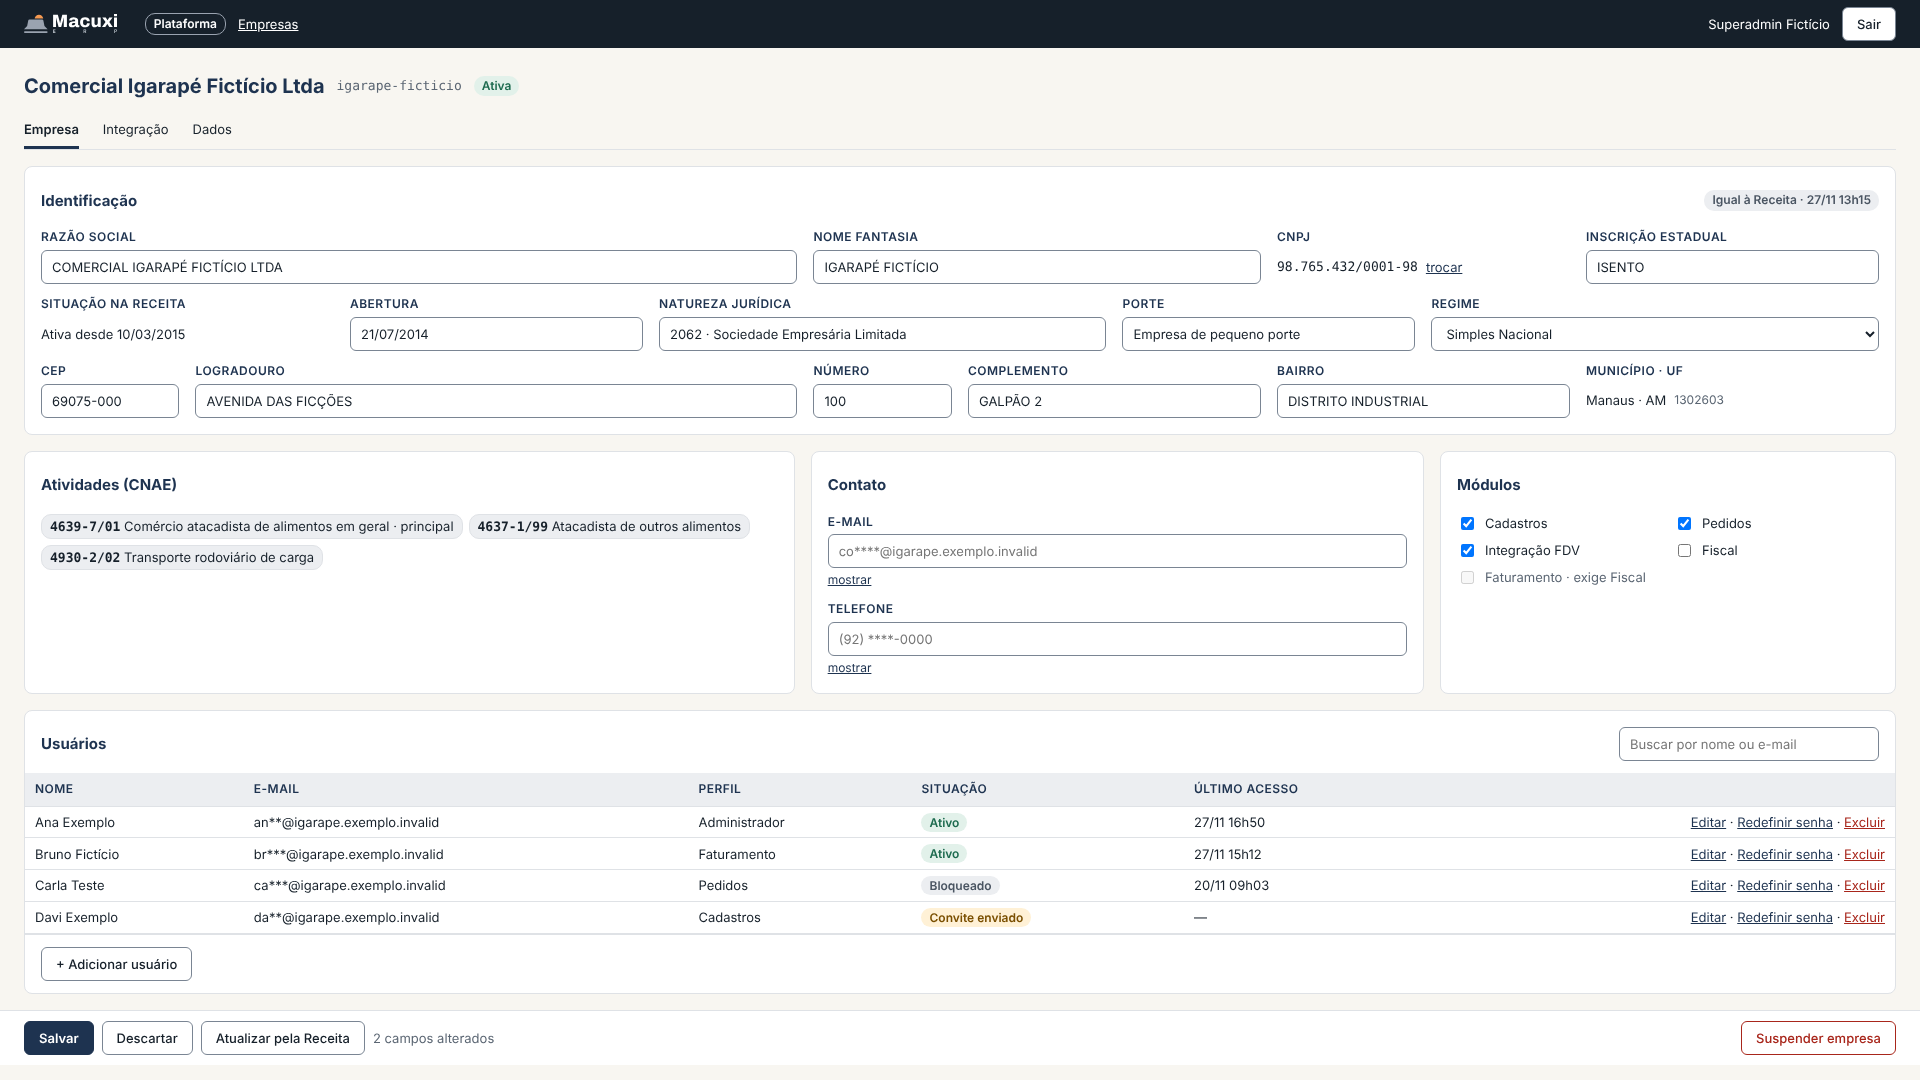 Macuxi
E R P
Plataforma
Empresas
Superadmin Fictício
Sair
Comercial Igarapé Fictício Ltda igarape-ficticio Ativa
Empresa Integração Dados
Identificação
Igual à Receita · 27/11 13h15
RAZÃO SOCIAL NOME FANTASIA CNPJ INSCRIÇÃO ESTADUAL
COMERCIAL IGARAPÉ FICTÍCIO LTDA IGARAPÉ FICTÍCIO 98.765.432/0001-98 trocar ISENTO
SITUAÇÃO NA RECEITA ABERTURA NATUREZA JURÍDICA PORTE REGIME
Ativa desde 10/03/2015 21/07/2014 2062 · Sociedade Empresária Limitada Empresa de pequeno porte Simples Nacional
CEP LOGRADOURO NÚMERO COMPLEMENTO BAIRRO MUNICÍPIO · UF
69075-000 AVENIDA DAS FICÇÕES 100 GALPÃO 2 DISTRITO INDUSTRIAL Manaus · AM 1302603
Atividades (CNAE)
4639-7/01 Comércio atacadista de alimentos em geral · principal
4637-1/99 Atacadista de outros alimentos
4930-2/02 Transporte rodoviário de carga
Contato
E-MAIL
co****@igarape.exemplo.invalid
mostrar
TELEFONE
(92) ****-0000
mostrar
Módulos
Cadastros Pedidos
Integração FDV Fiscal
Faturamento · exige Fiscal
Usuários
Buscar por nome ou e-mail
NOME E-MAIL PERFIL SITUAÇÃO ÚLTIMO ACESSO
Ana Exemplo an**@igarape.exemplo.invalid Administrador Ativo 27/11 16h50 Editar · Redefinir senha · Excluir
Bruno Fictício br***@igarape.exemplo.invalid Faturamento Ativo 27/11 15h12 Editar · Redefinir senha · Excluir
Carla Teste ca***@igarape.exemplo.invalid Pedidos Bloqueado 20/11 09h03 Editar · Redefinir senha · Excluir
Davi Exemplo da**@igarape.exemplo.invalid Cadastros Convite enviado — Editar · Redefinir senha · Excluir
+ Adicionar usuário
Salvar Descartar Atualizar pela Receita 2 campos alterados Suspender empresa